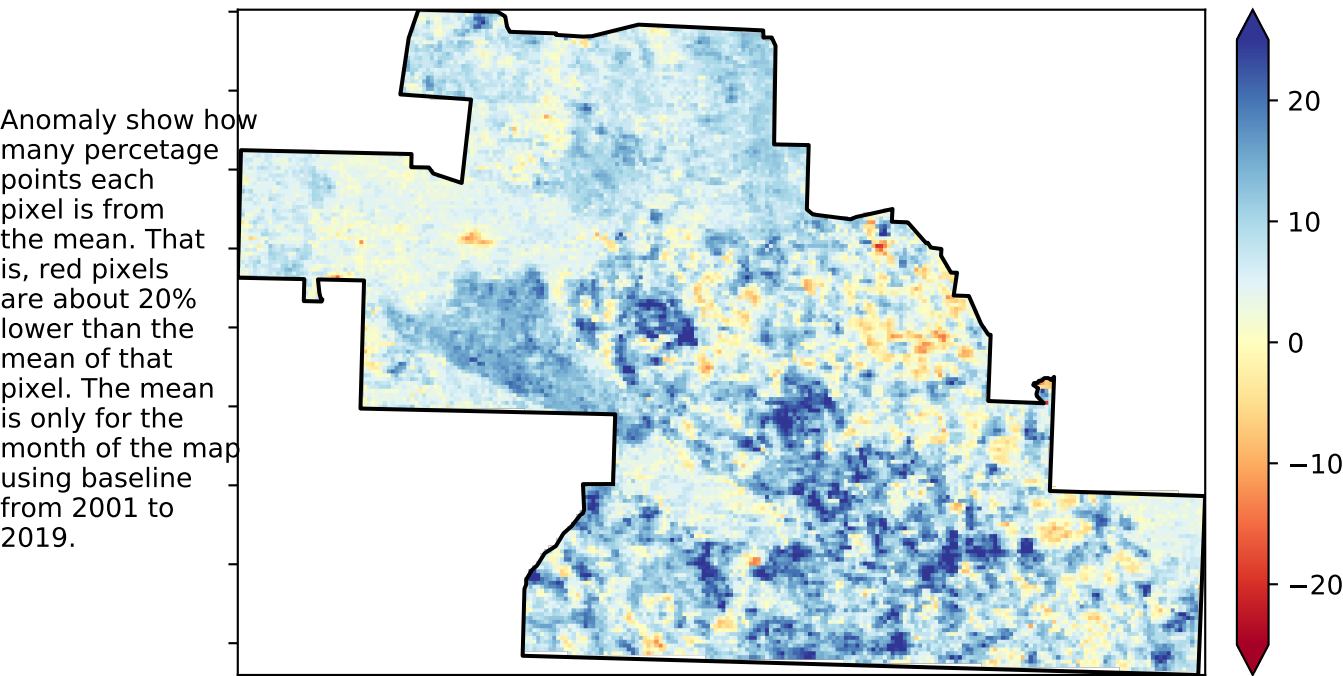 Anomaly show how
many percetage
points each
pixel is from
the mean. That
is, red pixels
are about 20%
lower than the
mean of that
pixel. The mean
is only for the
month of the map
using baseline
from 2001 to
2019.
20
10
0
−10
−20